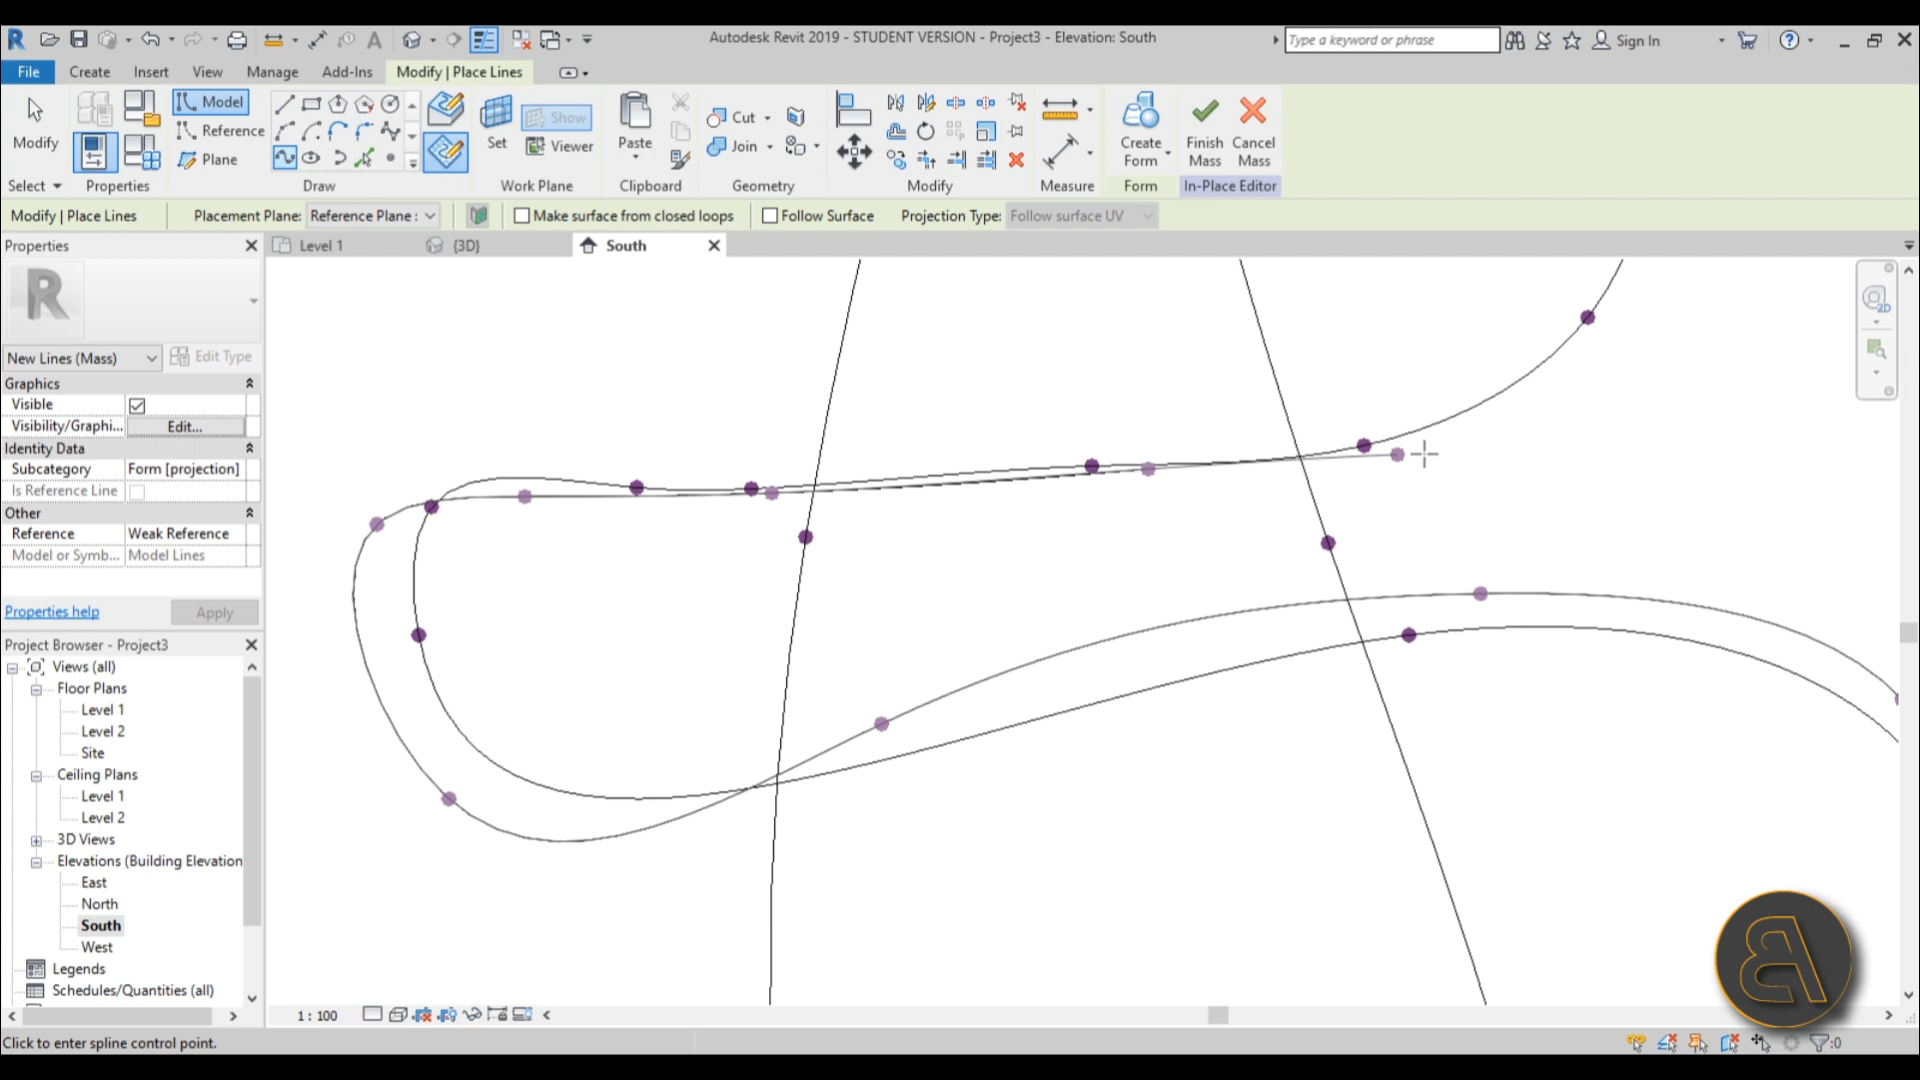 Autodesk Revit 2019 - STUDENT VERSION - Project3 - Elevation: South
Type a keyword or phrase
Sign In
File Create Insert View Manage Add-Ins Modify | Place Lines
Modify
Model
Reference
Plane
Set
Show
Viewer
Paste
Cut
Join
Create Form
Finish Mass
Cancel Mass
Select Properties Draw Work Plane Clipboard Geometry Modify Measure Form In-Place Editor
Modify | Place Lines Placement Plane: Reference Plane : Make surface from closed loops Follow Surface Projection Type: Follow surface UV
Properties
Level 1 {3D} South
2D
New Lines (Mass) Edit Type
Graphics
Visible
Visibility/Graphi... Edit...
Identity Data
Subcategory Form [projection]
Is Reference Line
Other
Reference Weak Reference
Model or Symb... Model Lines
Properties help Apply
Project Browser - Project3
Views (all)
Floor Plans
Level 1
Level 2
Site
Ceiling Plans
Level 1
Level 2
3D Views
Elevations (Building Elevation
East
North
South
West
Legends
Schedules/Quantities (all)
1 : 100
Click to enter spline control point.
:0